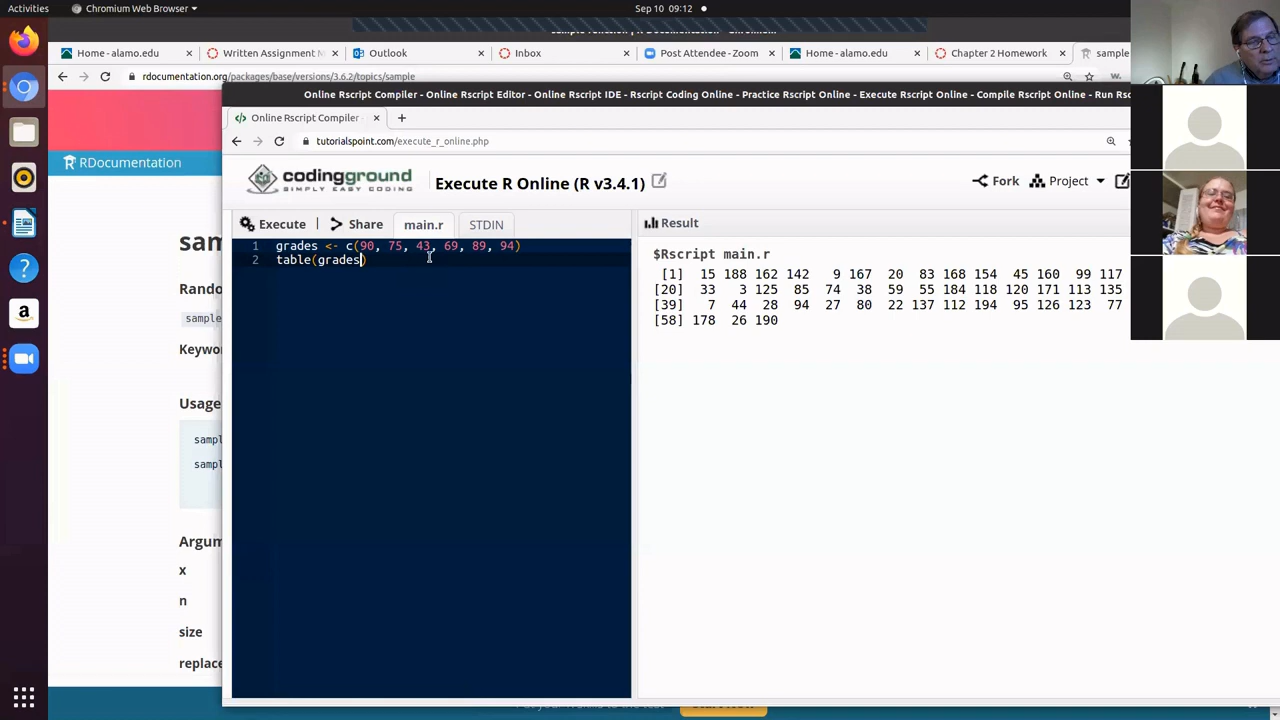 Activities Chromium Web Browser Sep 10 09:12
Home - alamo.edu Written Assignment Outlook Inbox Post Attendee - Zoom Home - alamo.edu Chapter 2 Homework sample
rdocumentation.org/packages/base/versions/3.6.2/topics/sample
Online Rscript Compiler - Online Rscript Editor - Online Rscript IDE - Rscript Coding Online - Practice Rscript Online - Execute Rscript Online - Compile Rscript Online - Run Rsc
Online Rscript Compiler
tutorialspoint.com/execute_r_online.php
RDocumentation
codingground
SIMPLY EASY CODING
Execute R Online (R v3.4.1)
Fork Project
Execute Share main.r STDIN
Result
1 grades <- c(90, 75, 43, 69, 89, 94)
2 table(grades)
$Rscript main.r
[1] 15 188 162 142 9 167 20 83 168 154 45 160 99 117
[20] 33 3 125 85 74 38 59 55 184 118 120 171 113 135
[39] 7 44 28 94 27 80 22 137 112 194 95 126 123 77
[58] 178 26 190
sam
Rando
sample
Keywo
Usage
samp
samp
Argum
x
n
size
replace